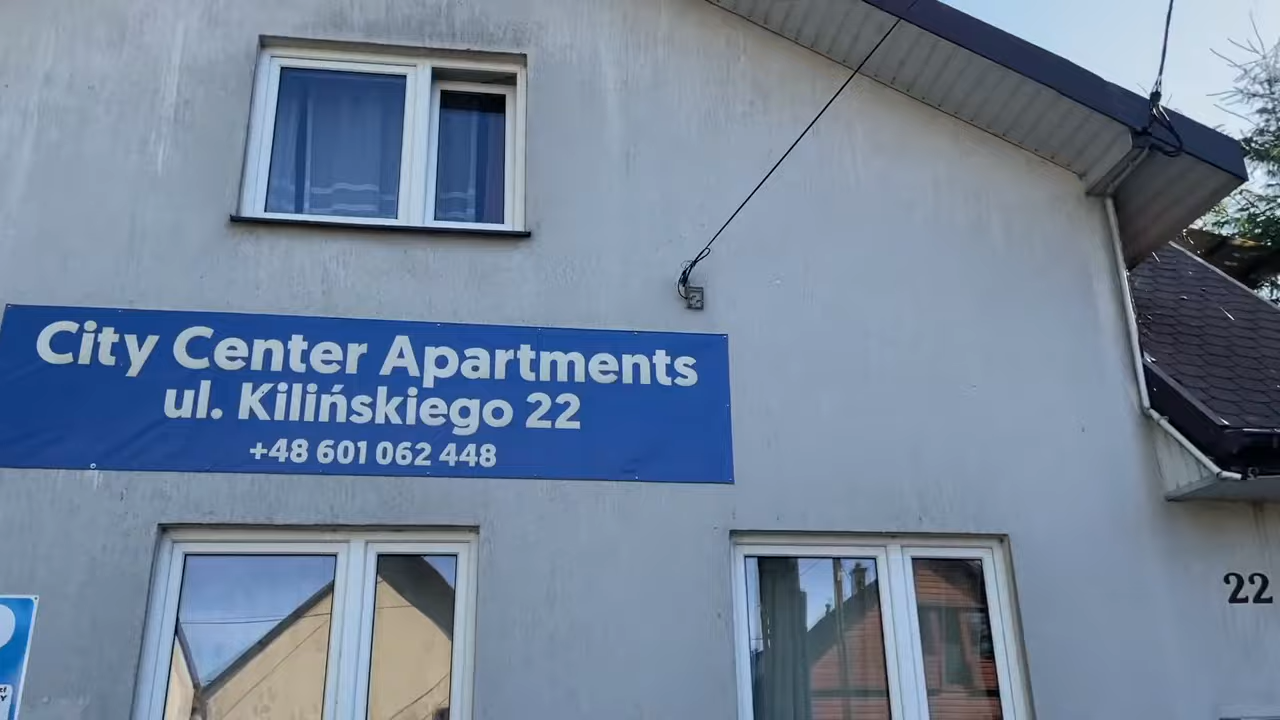 City Center Apartments
ul. Kilińskiego 22
+48 601 062 448
22